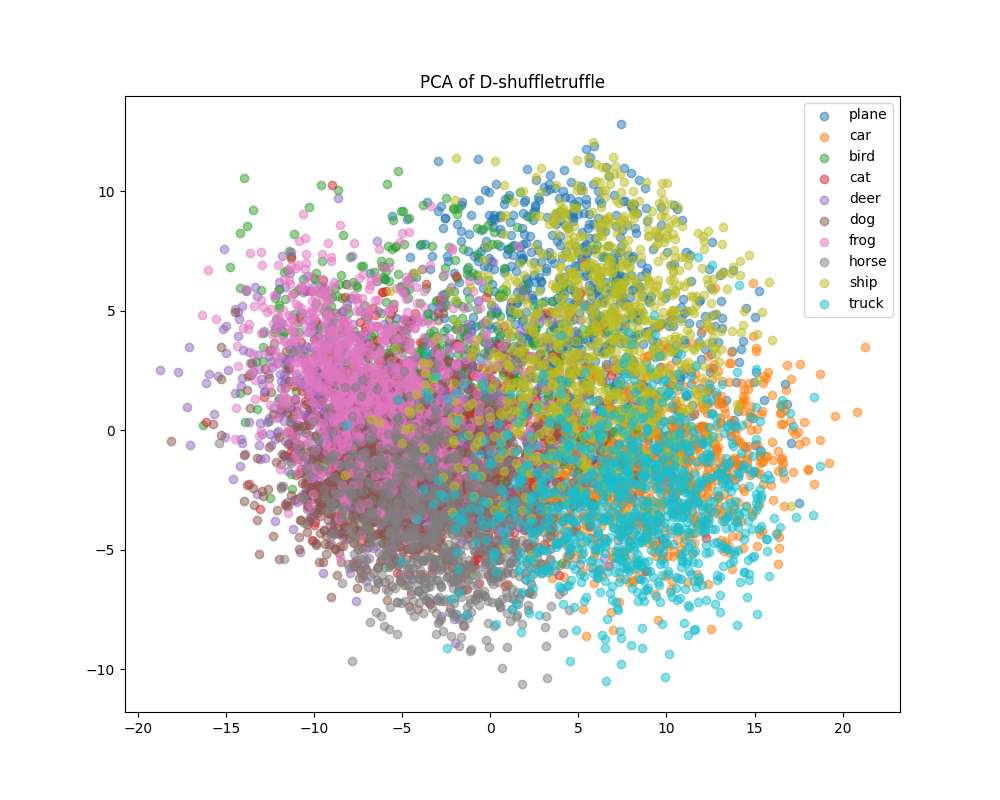 PCA of D-shuffletruffle
plane
car
bird
cat
deer
dog
frog
horse
ship
truck
10
5
0
−5
−10
−20 −15 −10 −5 0 5 10 15 20